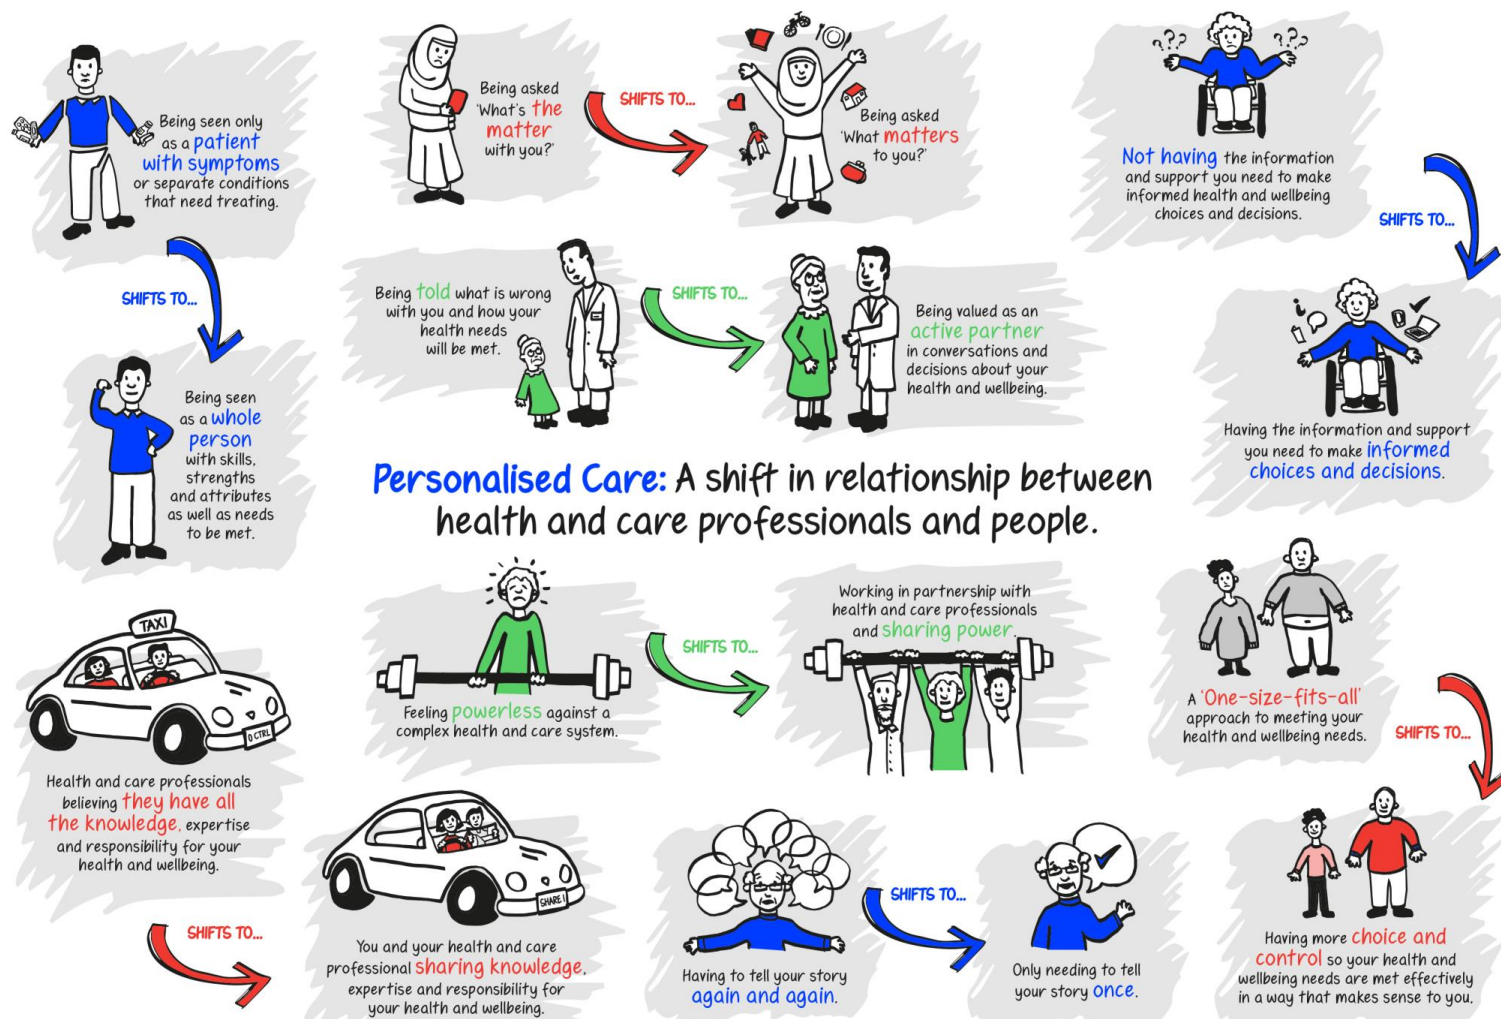 Being seen only
as a patient
with symptoms
or separate conditions
that need treating.
SHIFTS TO...
Being seen
as a whole
person
with skills,
strengths
and attributes
as well as needs
to be met.
Being asked
‘What's the
matter
with you?’
SHIFTS TO...
Being asked
‘What matters
to you?’
Not having the information
and support you need to make
informed health and wellbeing
choices and decisions.
SHIFTS TO...
Having the information and support
you need to make informed
choices and decisions.
Being told what is wrong
with you and how your
health needs
will be met.
SHIFTS TO...
Being valued as an
active partner
in conversations and
decisions about your
health and wellbeing.
Personalised Care: A shift in relationship between
health and care professionals and people.
TAXI
0 CTRL
Health and care professionals
believing they have all
the knowledge, expertise
and responsibility for your
health and wellbeing.
SHIFTS TO...
SHARE 1
You and your health and care
professional sharing knowledge,
expertise and responsibility for
your health and wellbeing.
Feeling powerless against a
complex health and care system.
SHIFTS TO...
Working in partnership with
health and care professionals
and sharing power.
Having to tell your story
again and again.
SHIFTS TO...
Only needing to tell
your story once.
A ‘One-size-fits-all’
approach to meeting your
health and wellbeing needs.
SHIFTS TO...
Having more choice and
control so your health and
wellbeing needs are met effectively
in a way that makes sense to you.